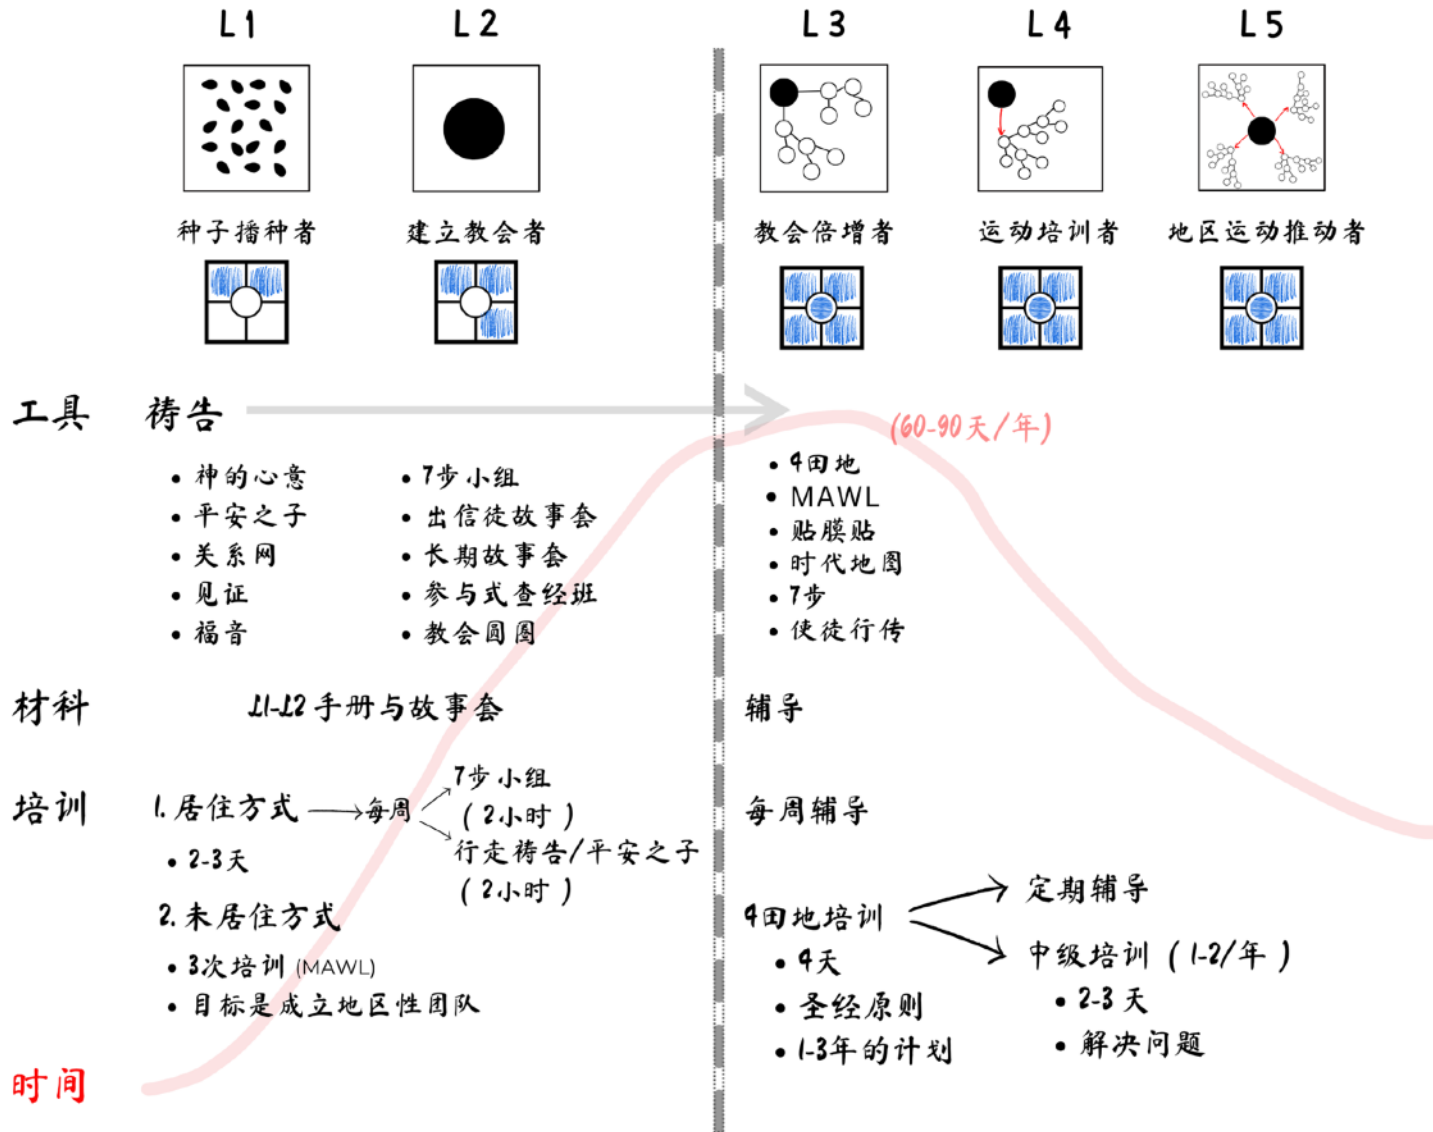 L1
L2
L3
L4
L5
种子播种者
建立教会者
教会倍增者
运动培训者
地区运动推动者
工具
祷告
(60-90天/年)
• 神的心意
• 平安之子
• 关系网
• 见证
• 福音
• 7步小组
• 出信徒故事套
• 长期故事套
• 参与式查经班
• 教会圆圈
• 4田地
• MAWL
• 贴膜贴
• 时代地图
• 7步
• 使徒行传
材料
L1-L2手册与故事套
辅导
培训
1. 居住方式
每周
7步小组
(2小时)
行走祷告/平安之子
(2小时)
• 2-3天
2. 未居住方式
• 3次培训 (MAWL)
• 目标是成立地区性团队
每周辅导
4田地培训
• 4天
• 圣经原则
• 1-3年的计划
定期辅导
中级培训 (1-2/年)
• 2-3天
• 解决问题
时间